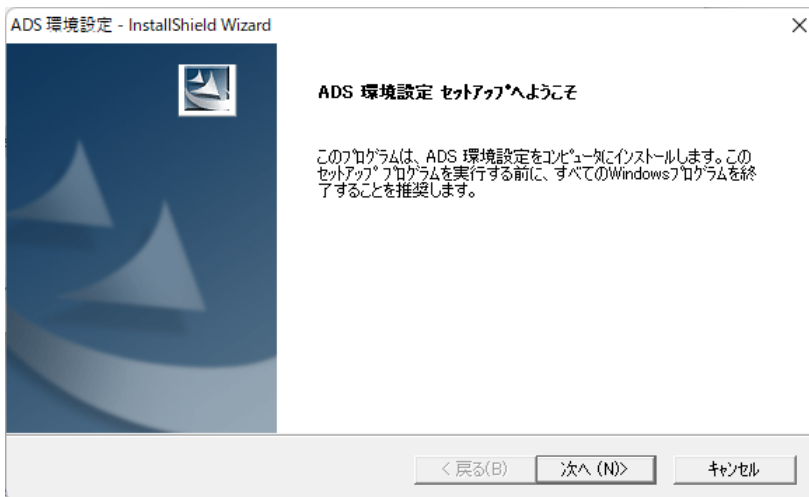 ADS 環境設定 - InstallShield Wizard
ADS 環境設定 ｾｯﾄｱｯﾌﾟへようこそ
このﾌﾟﾛｸﾞﾗﾑは、ADS 環境設定をｺﾝﾋﾟｭｰﾀにｲﾝｽﾄｰﾙします。この
ｾｯﾄｱｯﾌﾟ ﾌﾟﾛｸﾞﾗﾑを実行する前に、すべてのWindowsﾌﾟﾛｸﾞﾗﾑを終
了することを推奨します。
< 戻る(B)
次へ (N)>
ｷｬﾝｾﾙ